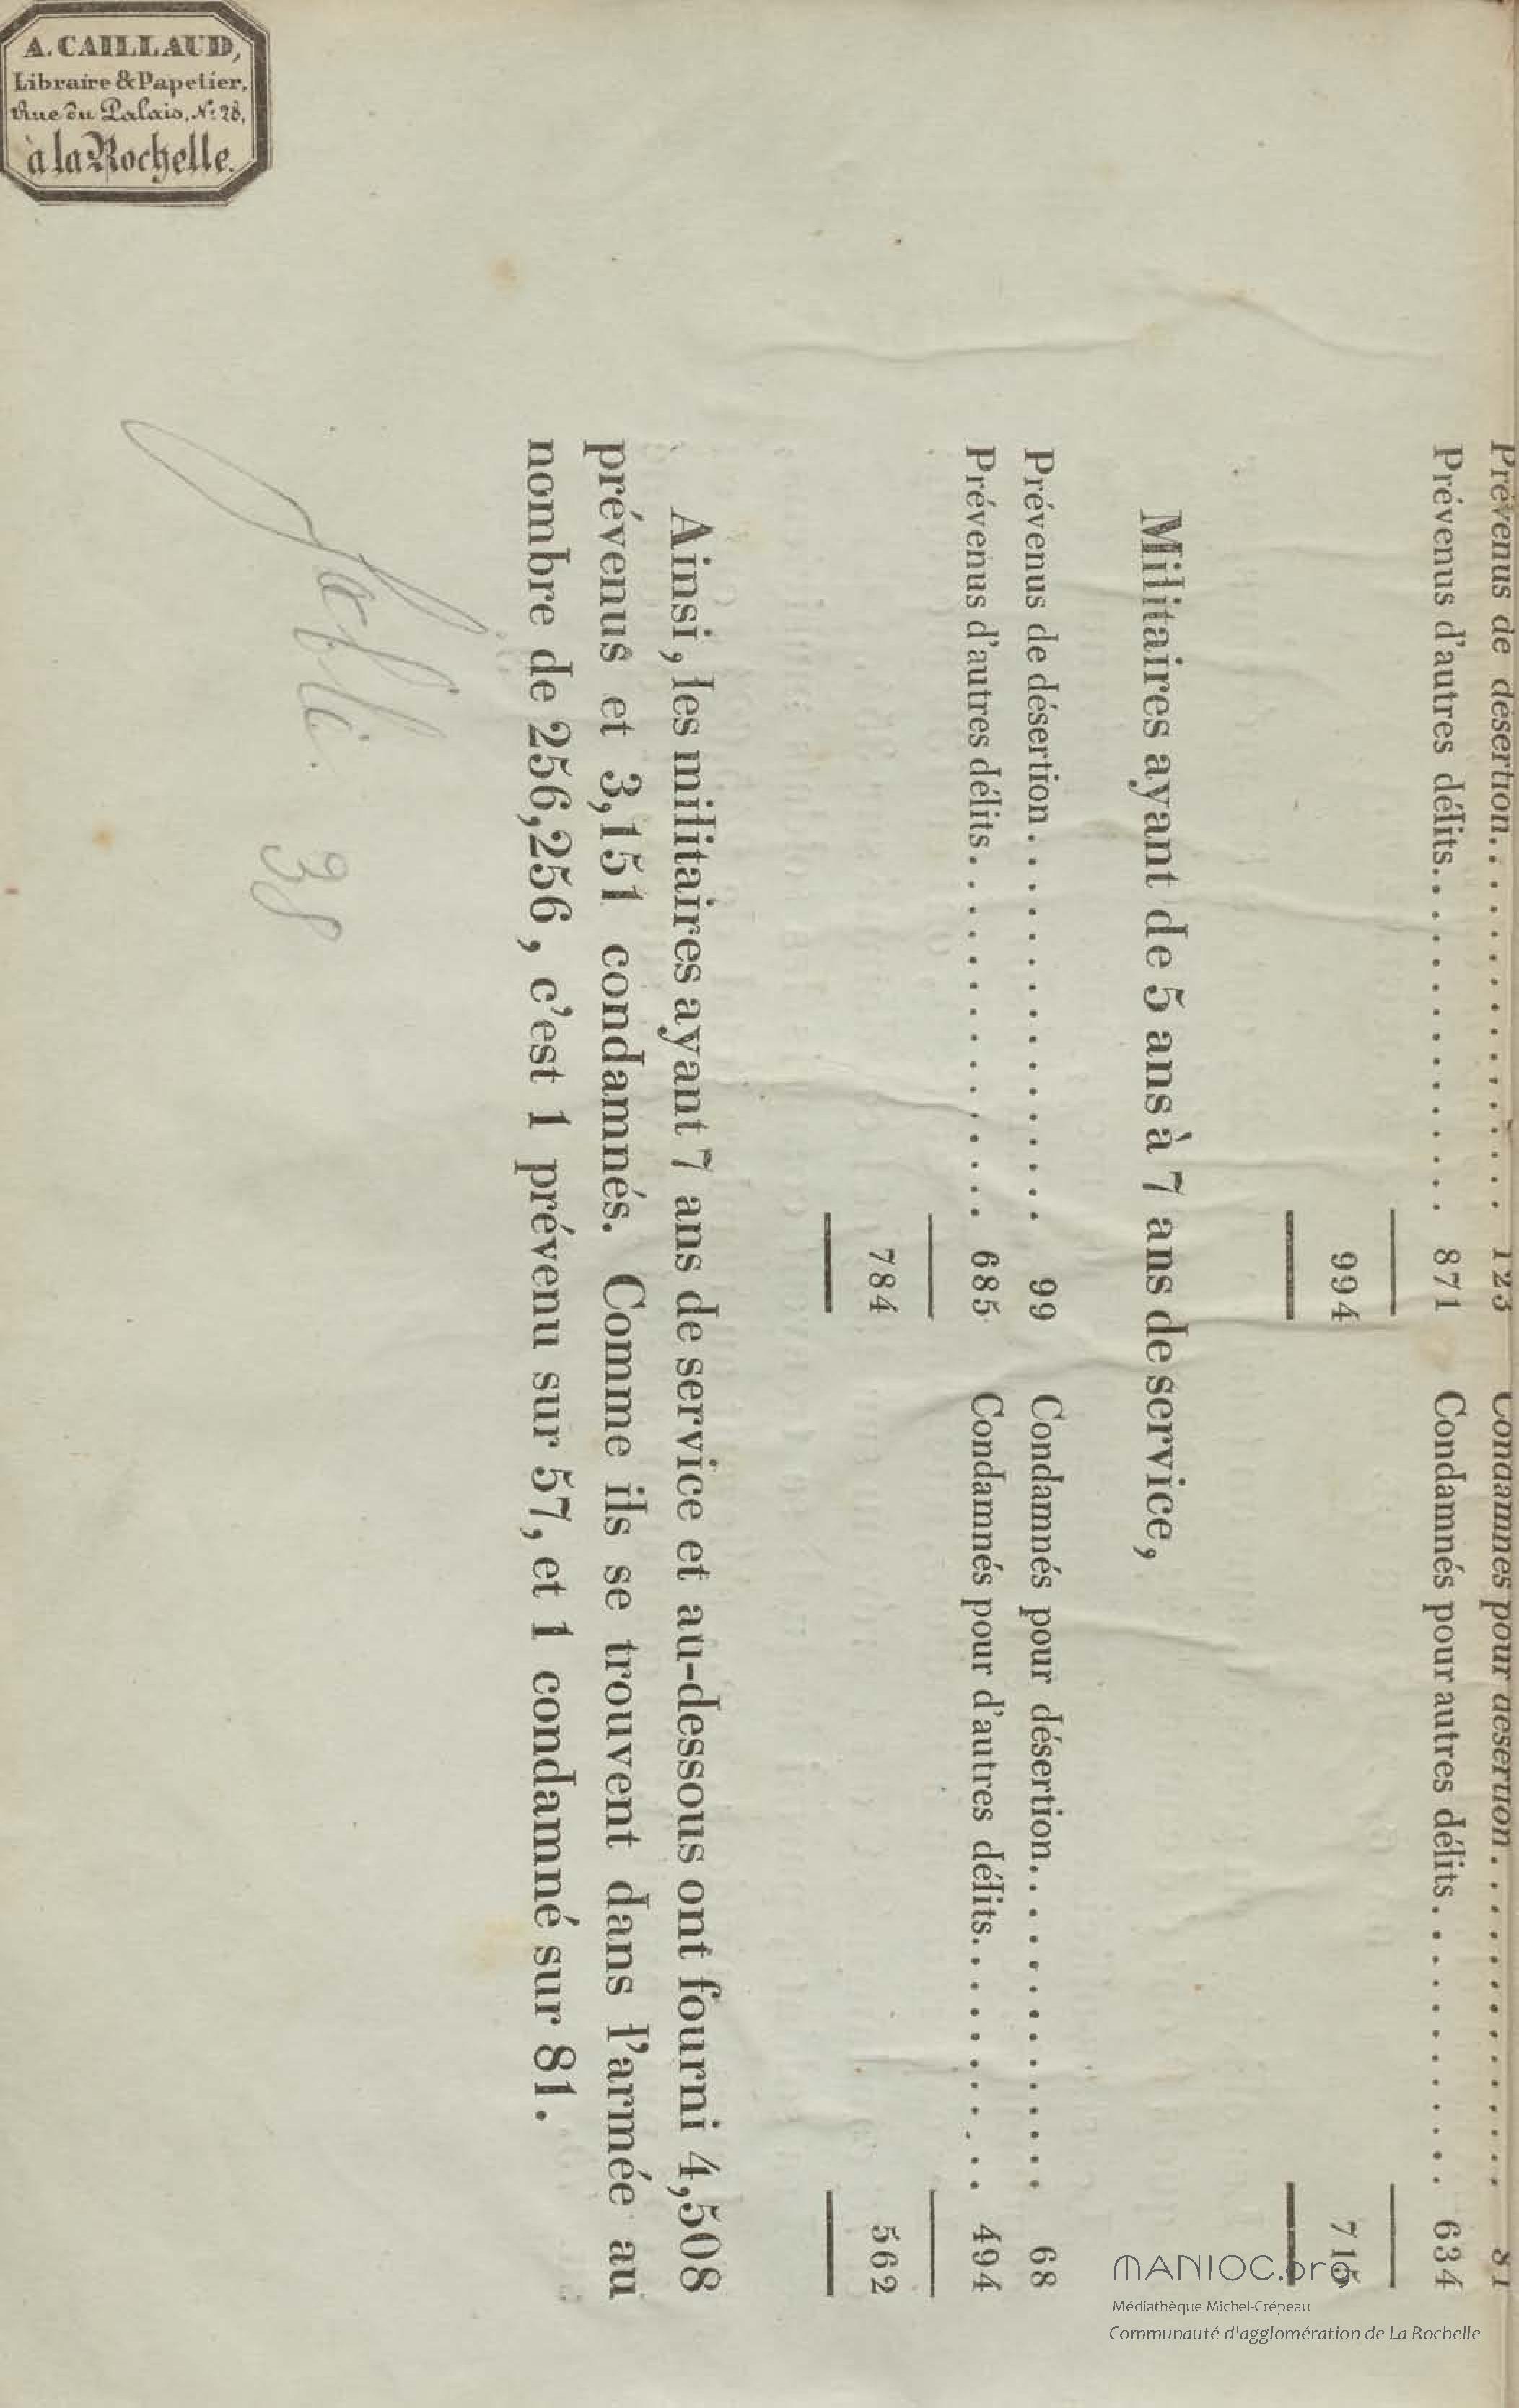 Prévenus de désertion. . . . . . . . . . . . . . . . 123 Condamnés pour désertion. . . . . . . . . . . . . . 81
Prévenus d'autres délits. . . . . . . . . . . . . . . 871 Condamnés pour autres délits. . . . . . . . . . . . 634
994 715
Militaires ayant de 5 ans à 7 ans de service,
Prévenus de désertion. . . . . . . . . . . . . . . . 99 Condamnés pour désertion. . . . . . . . . . . . . . 68
Prévenus d'autres délits. . . . . . . . . . . . . . . 685 Condamnés pour d'autres délits. . . . . . . . . . . 494
784 562
Ainsi, les militaires ayant 7 ans de service et au-dessous ont fourni 4,508
prévenus et 3,151 condamnés. Comme ils se trouvent dans l'armée au
nombre de 256,256, c'est 1 prévenu sur 57, et 1 condamné sur 81.
38
A. CAILLAUD,
Libraire & Papetier,
Rue du Palais, N° 28,
à la Rochelle.
MANIOC.org
Médiathèque Michel-Crépeau
Communauté d'agglomération de La Rochelle